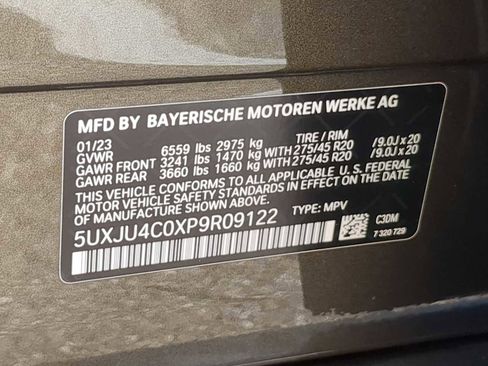 MFD BY BAYERISCHE MOTOREN WERKE AG
01/23 TIRE / RIM
GVWR 6559 lbs 2975 kg
GAWR FRONT 3241 lbs 1470 kg WITH 275/45 R20 /9.0J x 20
GAWR REAR 3660 lbs 1660 kg WITH 275/45 R20 /9.0J x 20
THIS VEHICLE CONFORMS TO ALL APPLICABLE U.S. FEDERAL
MOTOR VEHICLE SAFETY STANDARDS IN EFFECT ON THE DATE OF
MANUFACTURE SHOWN ABOVE.
5UXJU4C0XP9R09122 TYPE: MPV C3DM
7 320 729